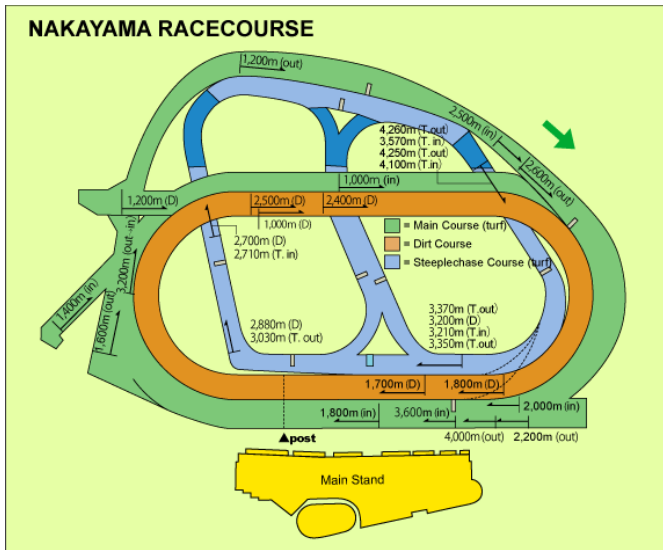 NAKAYAMA RACECOURSE
1,200m (out)
2,500m (in)
4,260m (T.out)
3,570m (T.in)
4,250m (T.out)
4,100m (T.in)
2,600m (out)
1,000m (in)
1,200m (D)
2,500m (D)
2,400m (D)
1,000m (D)
= Main Course (turf)
= Dirt Course
= Steeplechase Course (turf)
2,700m (D)
2,710m (T.in)
3,200m (out→in)
1,400m (in)
1,600m (out)
2,880m (D)
3,030m (T.out)
3,370m (T.out)
3,200m (D)
3,210m (T.in)
3,350m (T.out)
1,700m (D)
1,800m (D)
1,800m (in)
3,600m (in)
2,000m (in)
▲post
4,000m (out)
2,200m (out)
Main Stand